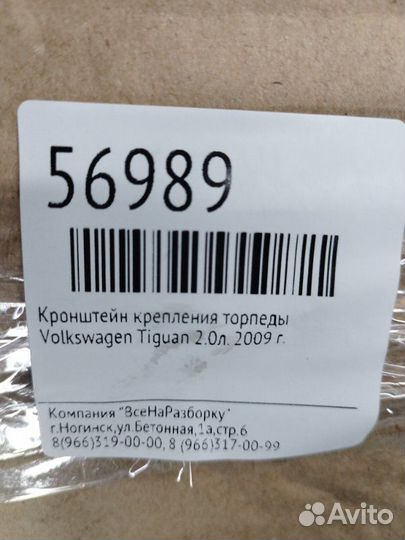 56989
Кронштейн крепления торпеды
Volkswagen Tiguan 2.0л. 2009 г.
Компания "ВсеНаРазборку"
г.Ногинск,ул.Бетонная,1а,стр.6
8(966)319-00-00, 8 (966)317-00-99
Avito